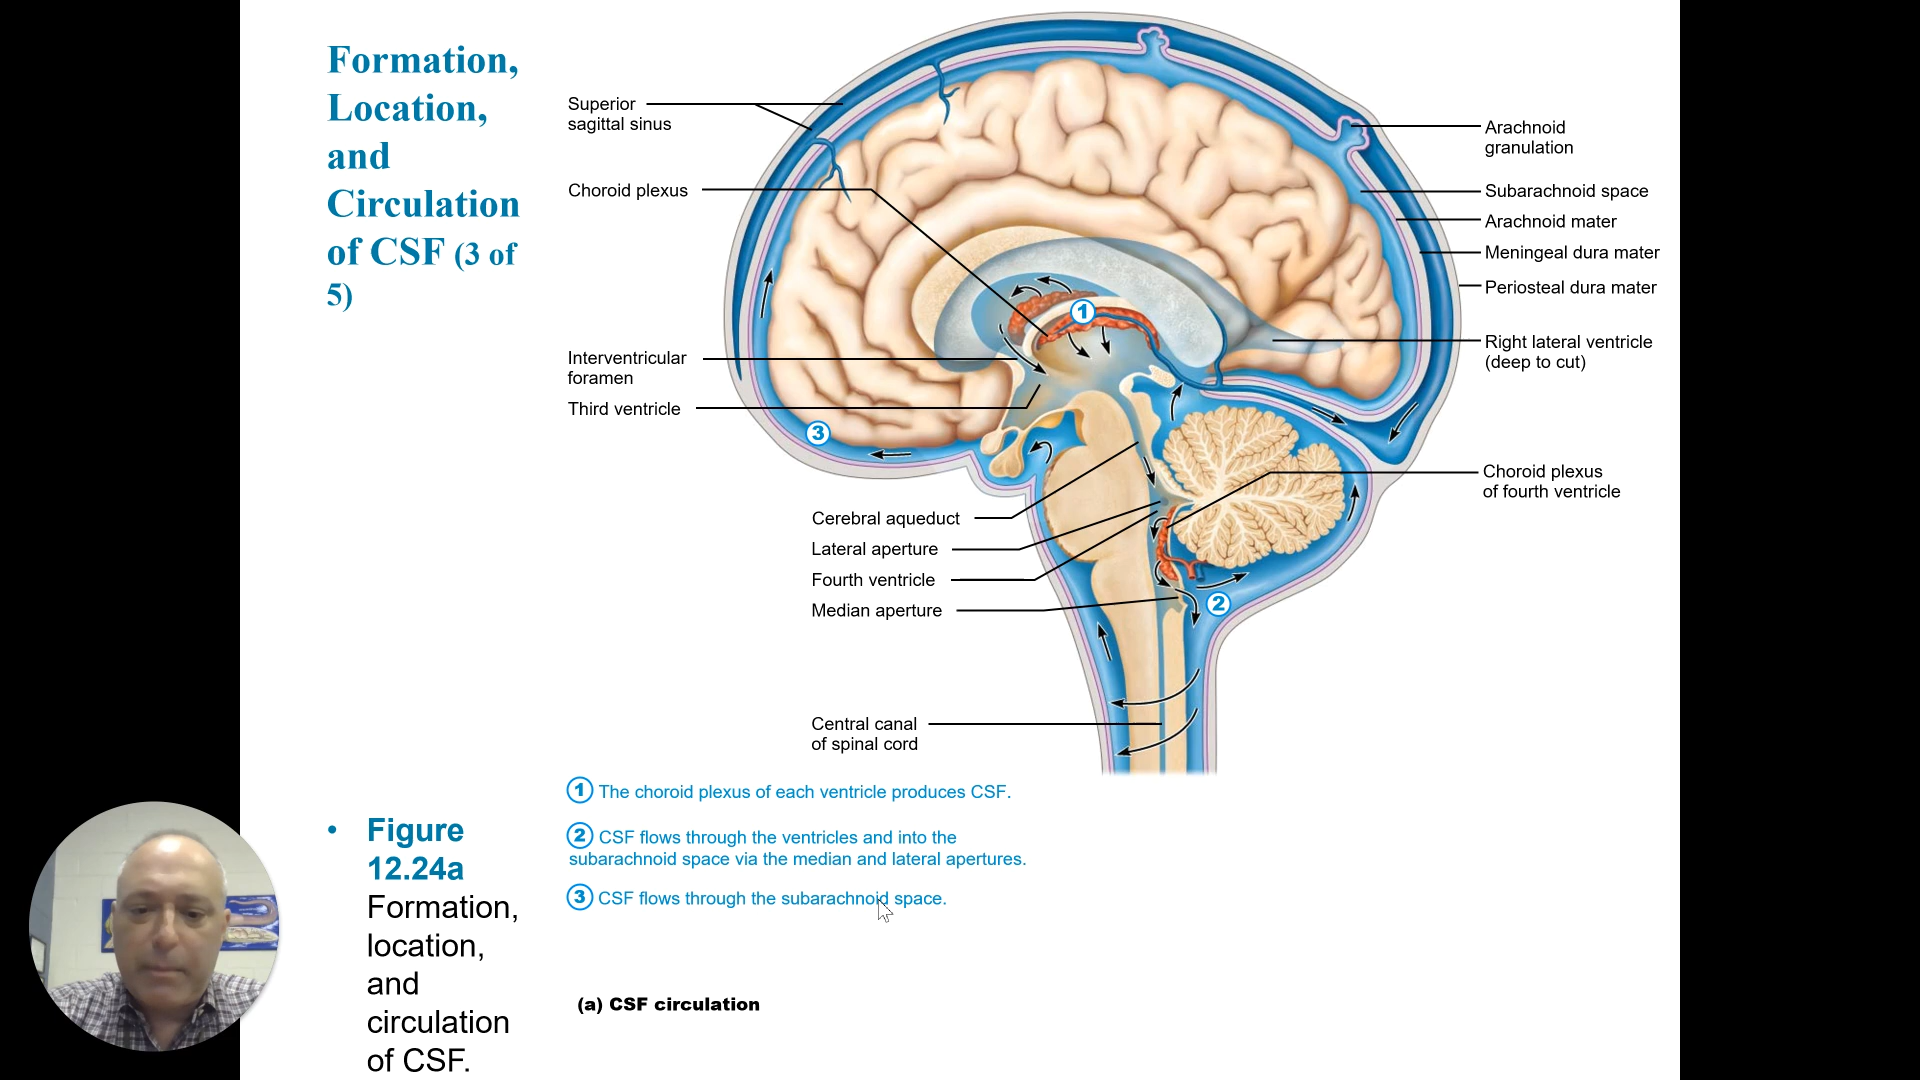 Formation,
Location,
and
Circulation
of CSF (3 of
5)
Superior
sagittal sinus
Choroid plexus
Interventricular
foramen
Third ventricle
Cerebral aqueduct
Lateral aperture
Fourth ventricle
Median aperture
Central canal
of spinal cord
Arachnoid
granulation
Subarachnoid space
Arachnoid mater
Meningeal dura mater
Periosteal dura mater
Right lateral ventricle
(deep to cut)
Choroid plexus
of fourth ventricle
1
2
3
1 The choroid plexus of each ventricle produces CSF.
2 CSF flows through the ventricles and into the
subarachnoid space via the median and lateral apertures.
3 CSF flows through the subarachnoid space.
(a) CSF circulation
• Figure
12.24a
Formation,
location,
and
circulation
of CSF.